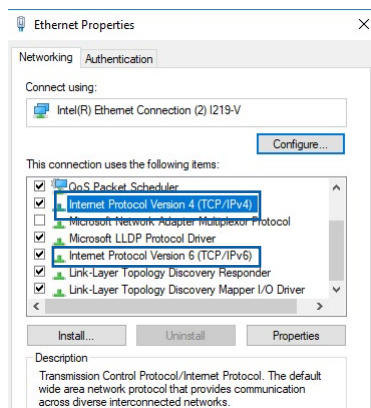 Ethernet Properties
Networking Authentication
Connect using:
Intel(R) Ethernet Connection (2) I219-V
Configure...
This connection uses the following items:
QoS Packet Scheduler
Internet Protocol Version 4 (TCP/IPv4)
Microsoft Network Adapter Multiplexor Protocol
Microsoft LLDP Protocol Driver
Internet Protocol Version 6 (TCP/IPv6)
Link-Layer Topology Discovery Responder
Link-Layer Topology Discovery Mapper I/O Driver
Install... Uninstall Properties
Description
Transmission Control Protocol/Internet Protocol. The default
wide area network protocol that provides communication
across diverse interconnected networks.